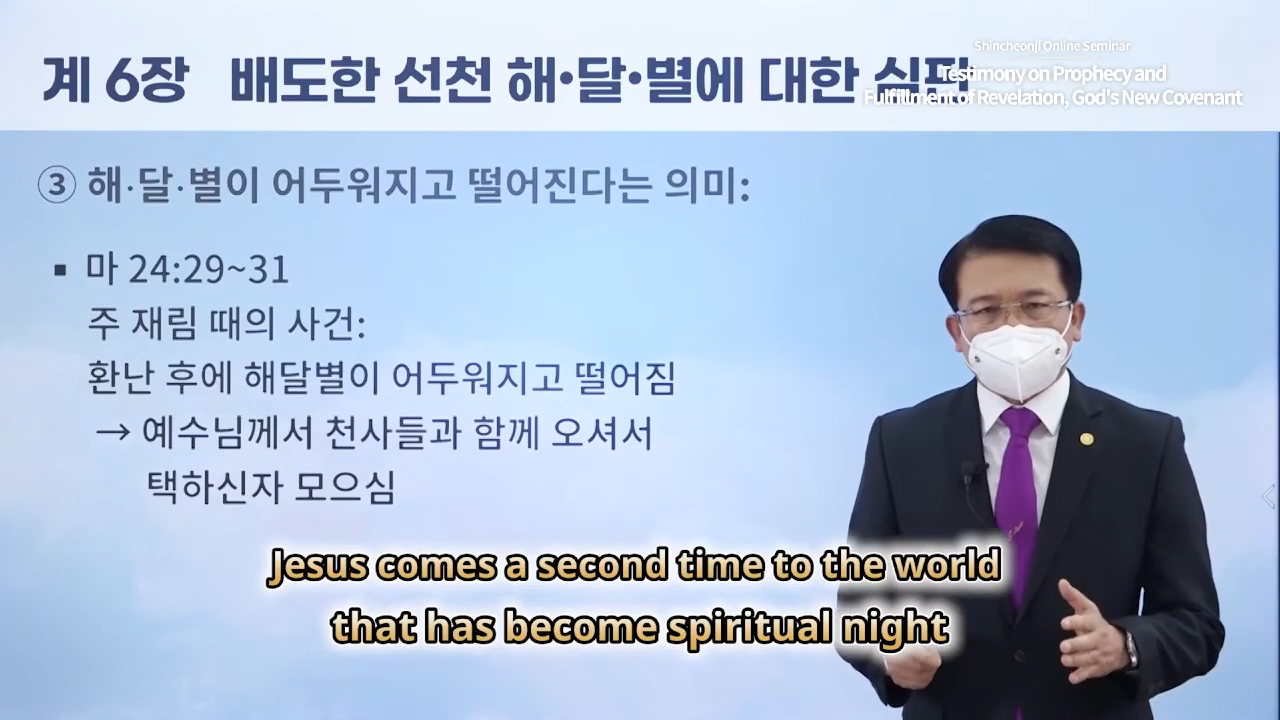 Shincheonji Online Seminar
Testimony on Prophecy and
Fulfillment of Revelation, God's New Covenant
계 6장 배도한 선천 해·달·별에 대한
③ 해·달·별이 어두워지고 떨어진다는 의미:
▪ 마 24:29~31
주 재림 때의 사건:
환난 후에 해달별이 어두워지고 떨어짐
→ 예수님께서 천사들과 함께 오셔서
택하신자 모으심
Jesus comes a second time to the world
that has become spiritual night